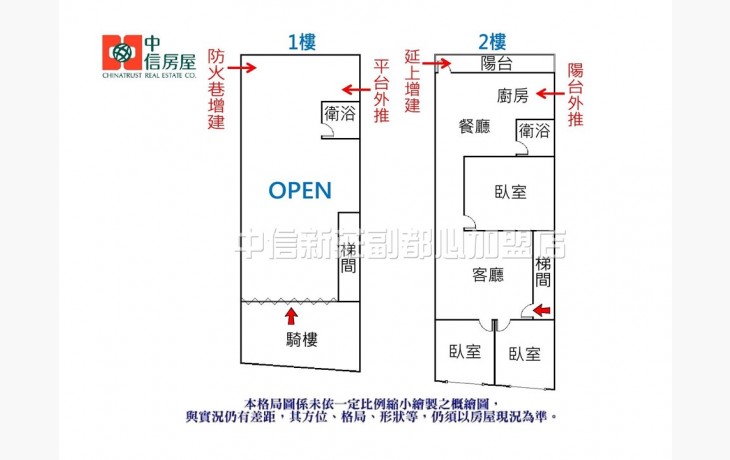 中信房屋
CHINATRUST REAL ESTATE CO.
1樓
防火巷增建
平台外推
衛浴
OPEN
梯間
騎樓
2樓
延上增建
陽台
陽台外推
廚房
餐廳
衛浴
臥室
客廳
梯間
臥室
臥室
中信新莊副都心加盟店
本格局圖係未依一定比例縮小繪製之概繪圖，
與實況仍有差距，其方位、格局、形狀等，仍須以房屋現況為準。